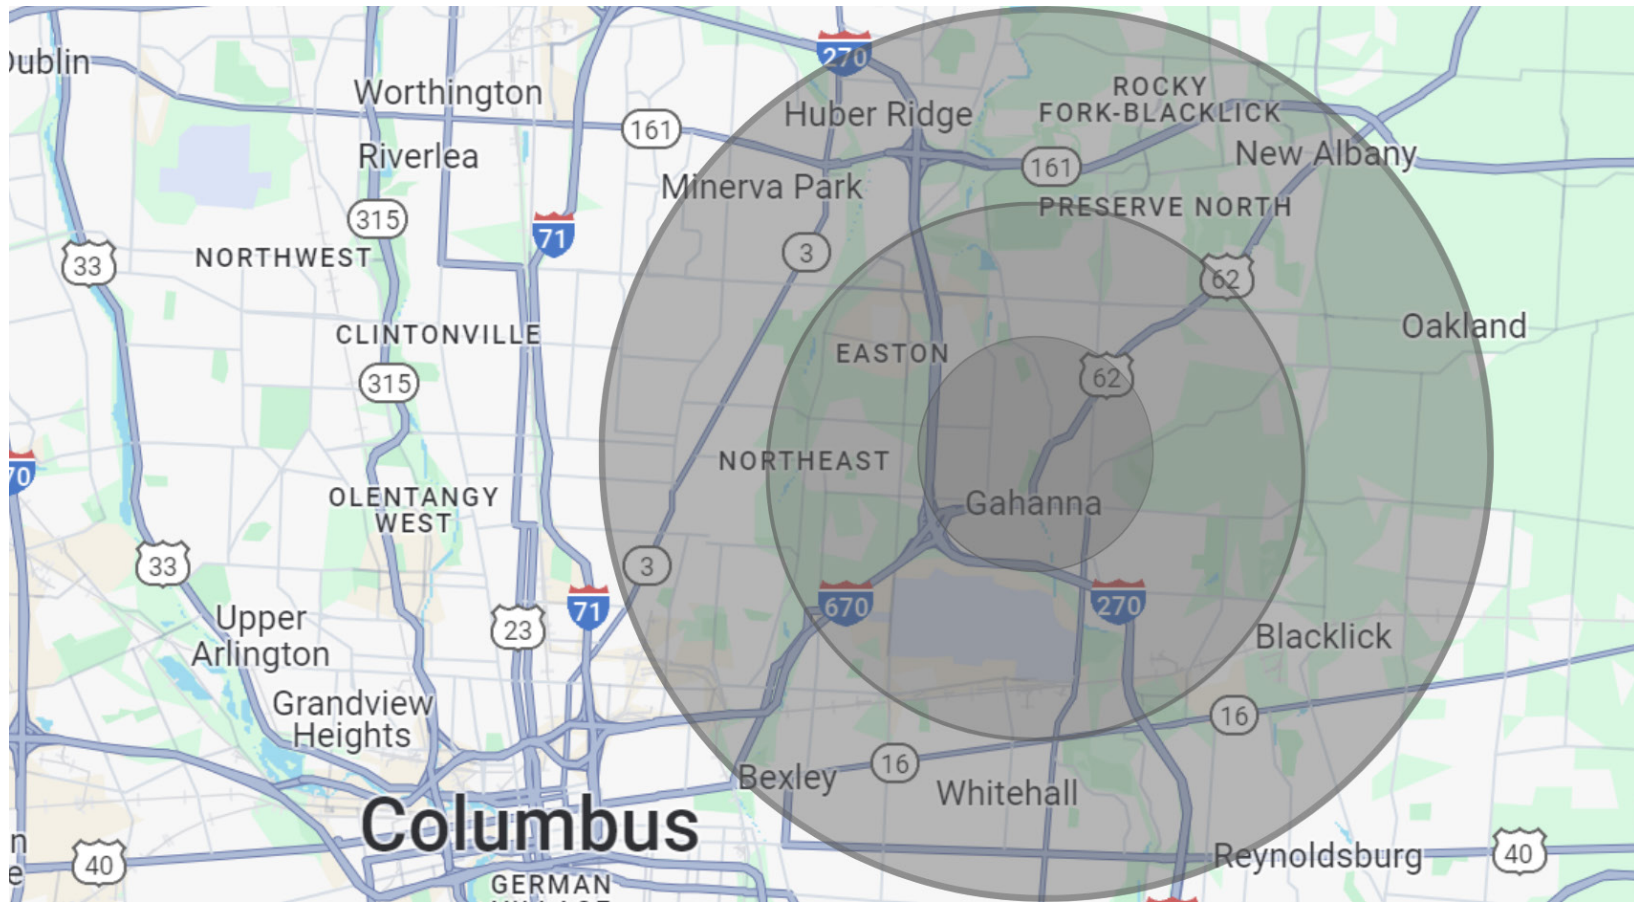 270
Dublin
Worthington
ROCKY
FORK-BLACKLICK
Huber Ridge
161
Riverlea
161
New Albany
Minerva Park
315
71
PRESERVE NORTH
NORTHWEST
33
3
62
CLINTONVILLE
Oakland
EASTON
315
62
NORTHEAST
70
OLENTANGY
WEST
Gahanna
33
3
670
71
270
Upper
Arlington
23
Blacklick
Grandview
Heights
16
16
Bexley
Whitehall
Columbus
Reynoldsburg
40
40
GERMAN